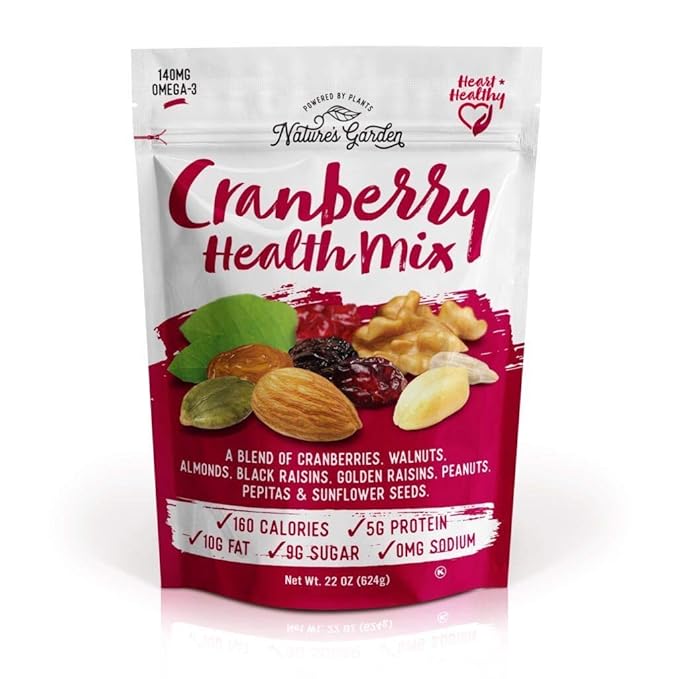 140MG
OMEGA-3
POWERED BY PLANTS
Nature's Garden
Heart
Healthy
Cranberry
Health Mix
A BLEND OF CRANBERRIES, WALNUTS,
ALMONDS, BLACK RAISINS, GOLDEN RAISINS, PEANUTS,
PEPITAS & SUNFLOWER SEEDS.
✓160 CALORIES ✓5G PROTEIN
✓10G FAT ✓9G SUGAR ✓0MG SODIUM
Net Wt. 22 OZ (624g)
K